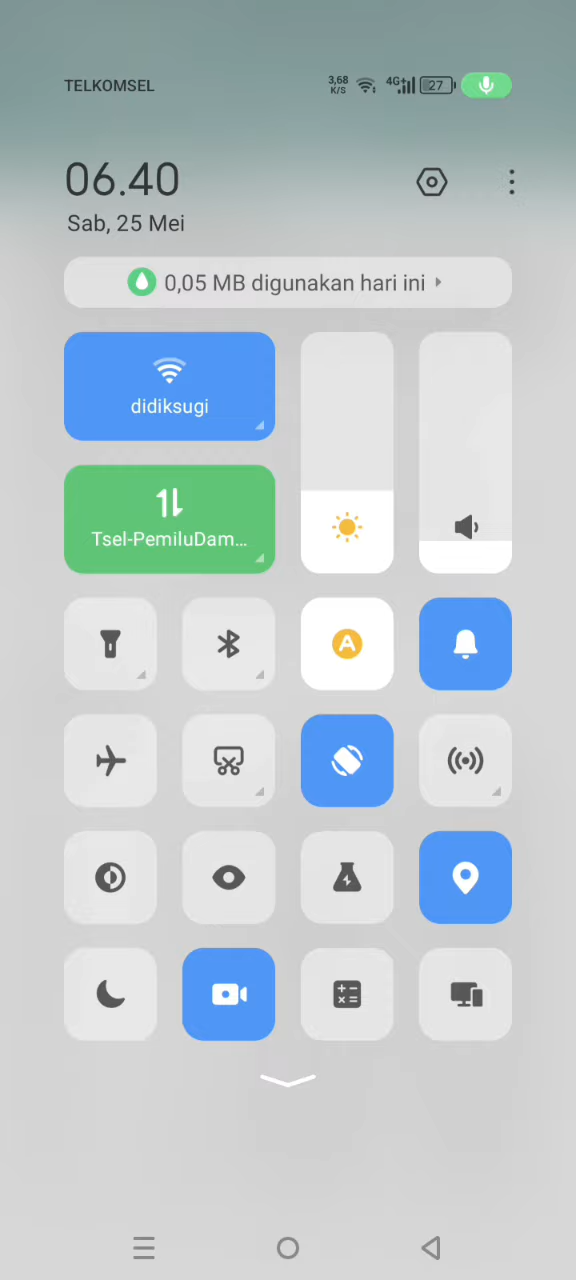 TELKOMSEL
3,68 K/S 4G+ 27
06.40
Sab, 25 Mei
0,05 MB digunakan hari ini
didiksugi
Tsel-PemiluDam...
A